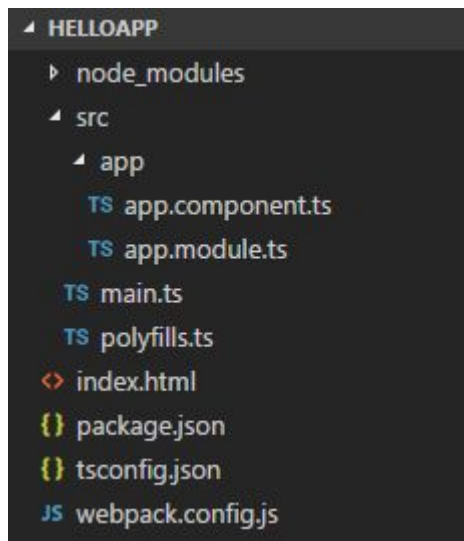 HELLOAPP
node_modules
src
app
TS app.component.ts
TS app.module.ts
TS main.ts
TS polyfills.ts
<> index.html
{} package.json
{} tsconfig.json
JS webpack.config.js